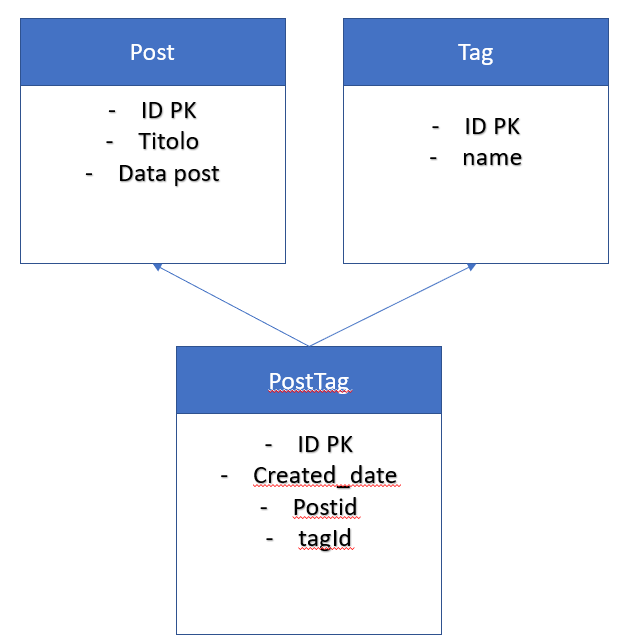 Post
- ID PK
- Titolo
- Data post
Tag
- ID PK
- name
PostTag
- ID PK
- Created_date
- Postid
- tagId